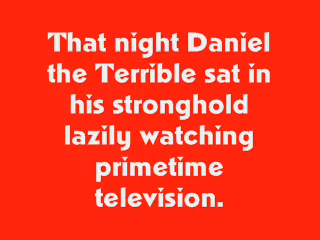 That night Daniel
the Terrible sat in
his stronghold
lazily watching
primetime
television.